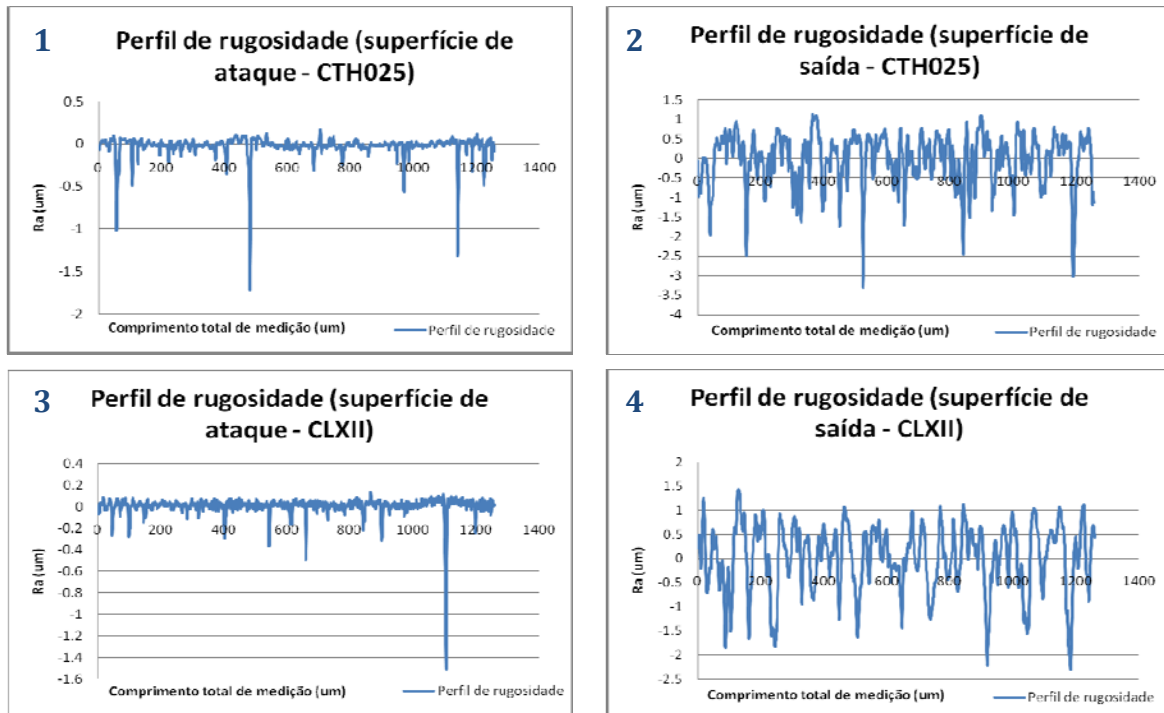 1
Perfil de rugosidade (superfície de
ataque - CTH025)
0.5
0
-0.5
-1
-1.5
-2
0 200 400 600 800 1000 1200 1400
Ra (um)
Comprimento total de medição (um)
Perfil de rugosidade
2
Perfil de rugosidade (superfície de
saída - CTH025)
1.5
1
0.5
0
-0.5
-1
-1.5
-2
-2.5
-3
-3.5
-4
0 200 400 600 800 1000 1200 1400
Ra (um)
Comprimento total de medição (um)
Perfil de rugosidade
3
Perfil de rugosidade (superfície de
ataque - CLXII)
0.4
0.2
0
-0.2
-0.4
-0.6
-0.8
-1
-1.2
-1.4
-1.6
0 200 400 600 800 1000 1200 1400
Ra (um)
Comprimento total de medição (um)
Perfil de rugosidade
4
Perfil de rugosidade (superfície de
saída - CLXII)
2
1.5
1
0.5
0
-0.5
-1
-1.5
-2
-2.5
0 200 400 600 800 1000 1200 1400
Ra (um)
Comprimento total de medição (um)
Perfil de rugosidade